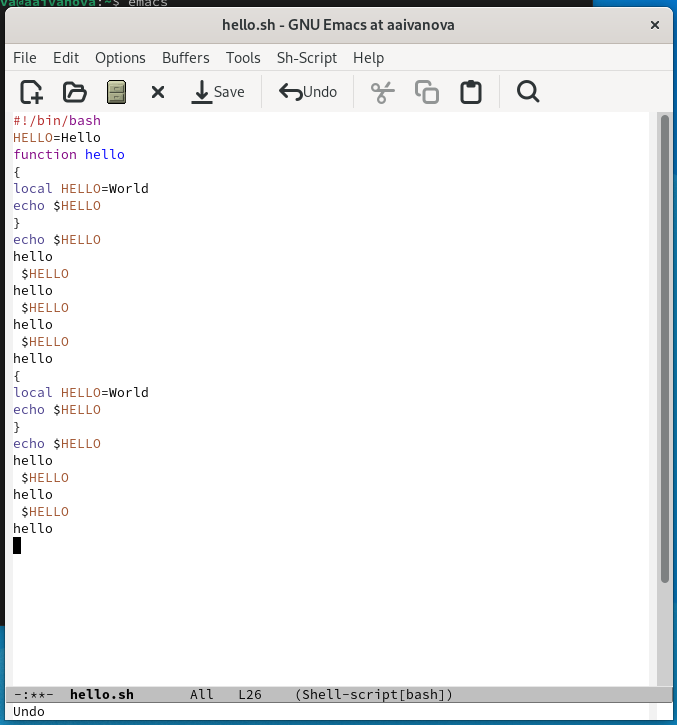 va@aaivanova:~$ emacs
hello.sh - GNU Emacs at aaivanova
File Edit Options Buffers Tools Sh-Script Help
Save Undo
#!/bin/bash
HELLO=Hello
function hello
{
local HELLO=World
echo $HELLO
}
echo $HELLO
hello
 $HELLO
hello
 $HELLO
hello
 $HELLO
hello
{
local HELLO=World
echo $HELLO
}
echo $HELLO
hello
 $HELLO
hello
 $HELLO
hello
-:**- hello.sh All L26 (Shell-script[bash])
Undo